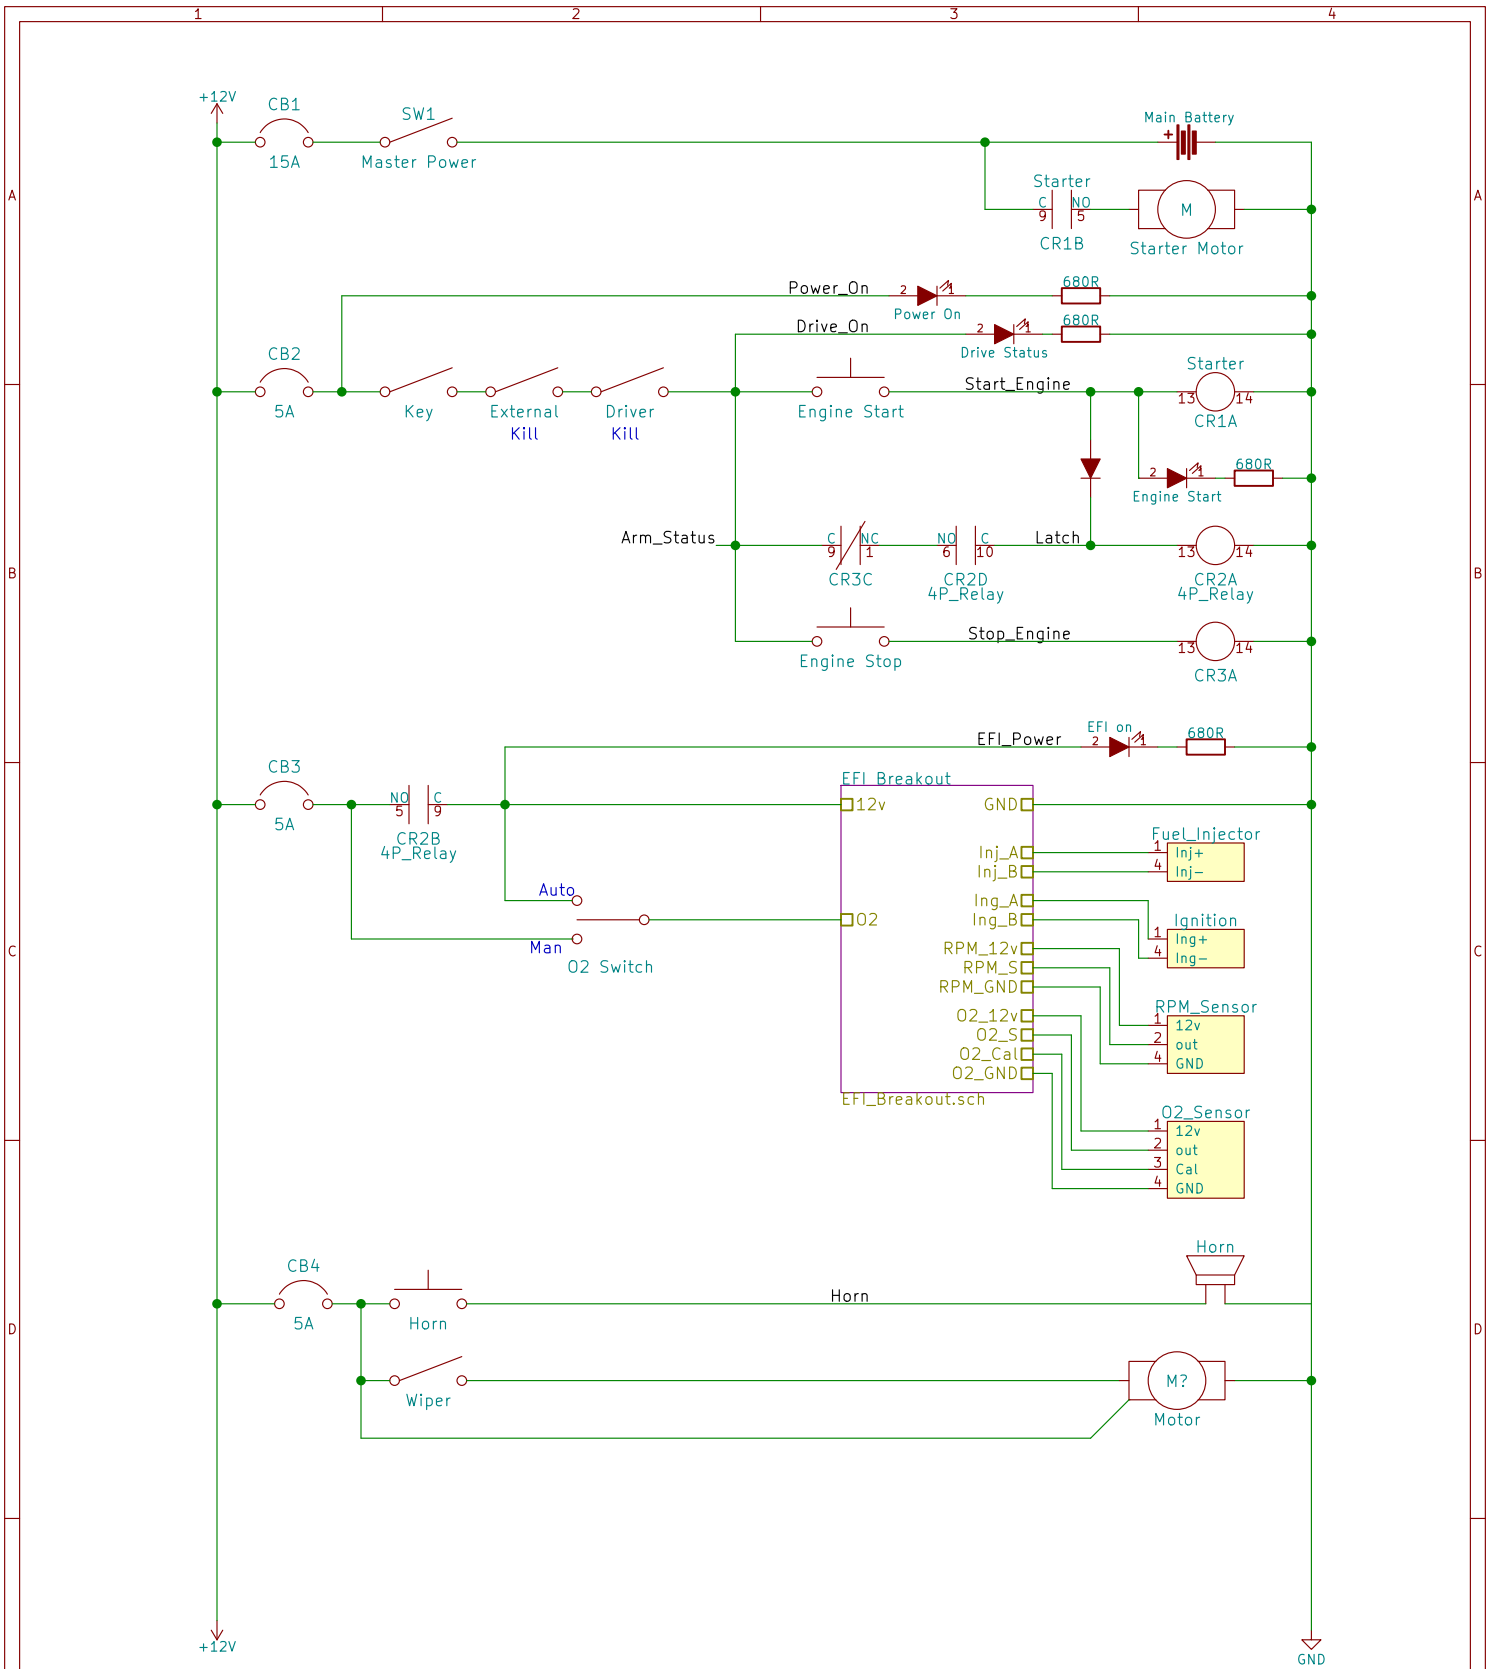 1 2 3 4
+12V
CB1
15A
SW1
Master Power
Main Battery
+
A A
Starter
C NO
9 5
CR1B
M
Starter Motor
Power_On
2 1
Power On
680R
Drive_On
2 1
Drive Status
680R
CB2
5A
Key
External
Kill
Driver
Kill
Engine Start
Start_Engine
Starter
13 14
CR1A
2 1
Engine Start
680R
Arm_Status
C NC
9 1
CR3C
NO C
6 10
CR2D
4P_Relay
Latch
13 14
CR2A
4P_Relay
B B
Engine Stop
Stop_Engine
13 14
CR3A
EFI_Power
EFI on
2 1
680R
CB3
5A
NO C
5 9
CR2B
4P_Relay
Auto
Man
O2 Switch
EFI Breakout
12v
O2
GND
Inj_A
Inj_B
Ing_A
Ing_B
RPM_12v
RPM_S
RPM_GND
O2_12v
O2_S
O2_Cal
O2_GND
EFI_Breakout.sch
Fuel_Injector
1 Inj+
4 Inj-
C C
Ignition
1 Ing+
4 Ing-
RPM_Sensor
1 12v
2 out
4 GND
O2_Sensor
1 12v
2 out
3 Cal
4 GND
CB4
5A
Horn
Horn
Horn
D D
Wiper
M?
Motor
+12V
GND